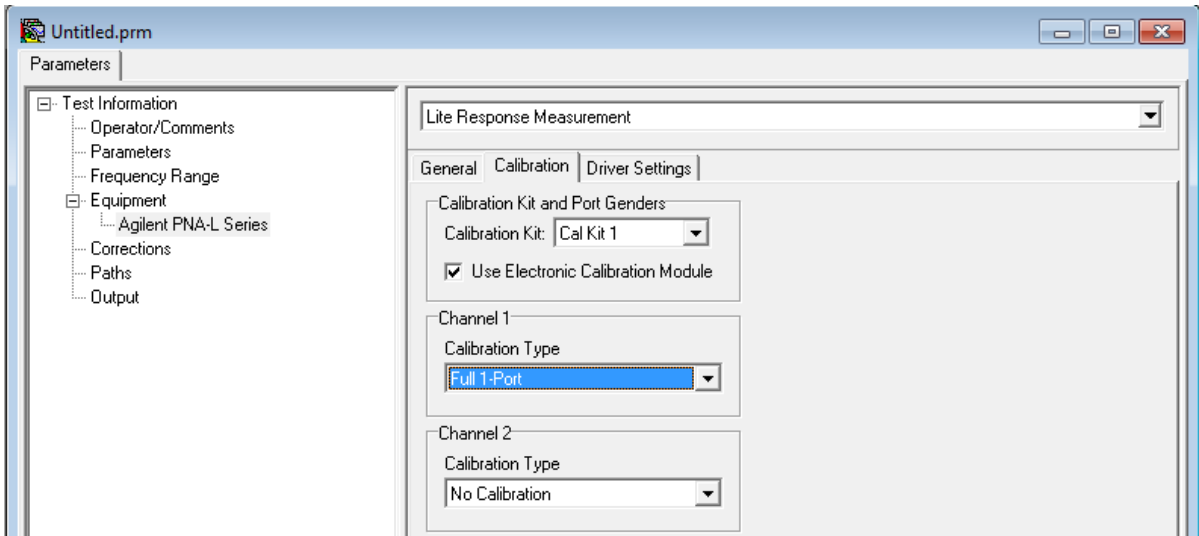 Untitled.prm
Parameters
Test Information
Operator/Comments
Parameters
Frequency Range
Equipment
Agilent PNA-L Series
Corrections
Paths
Output
Lite Response Measurement
General Calibration Driver Settings
Calibration Kit and Port Genders
Calibration Kit: Cal Kit 1
Use Electronic Calibration Module
Channel 1
Calibration Type
Full 1-Port
Channel 2
Calibration Type
No Calibration